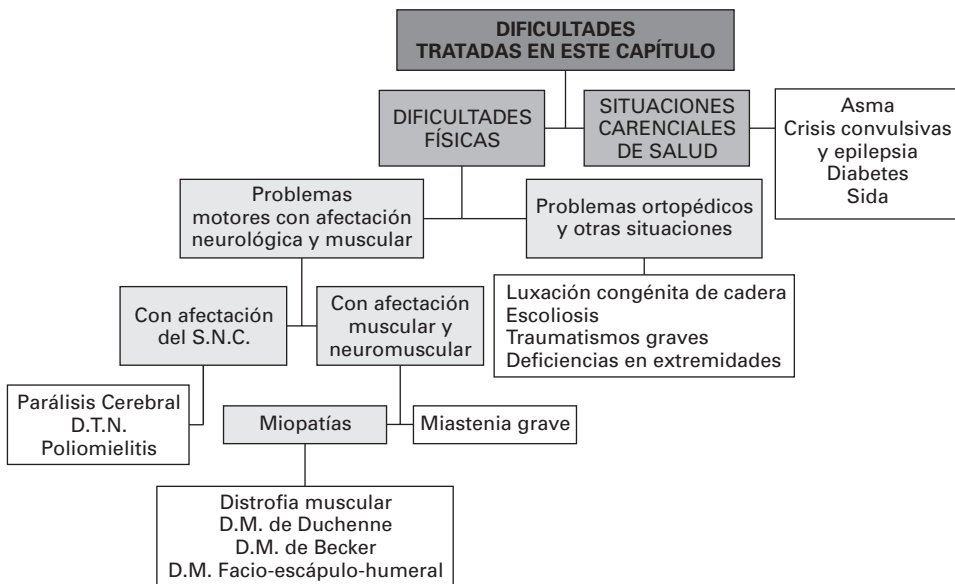 DIFICULTADES
TRATADAS EN ESTE CAPÍTULO
DIFICULTADES
FÍSICAS
SITUACIONES
CARENCIALES
DE SALUD
Asma
Crisis convulsivas
y epilepsia
Diabetes
Sida
Problemas
motores con afectación
neurológica y muscular
Problemas ortopédicos
y otras situaciones
Luxación congénita de cadera
Escoliosis
Traumatismos graves
Deficiencias en extremidades
Con afectación
del S.N.C.
Con afectación
muscular y
neuromuscular
Parálisis Cerebral
D.T.N.
Poliomielitis
Miopatías
Miastenia grave
Distrofia muscular
D.M. de Duchenne
D.M. de Becker
D.M. Facio-escápulo-humeral